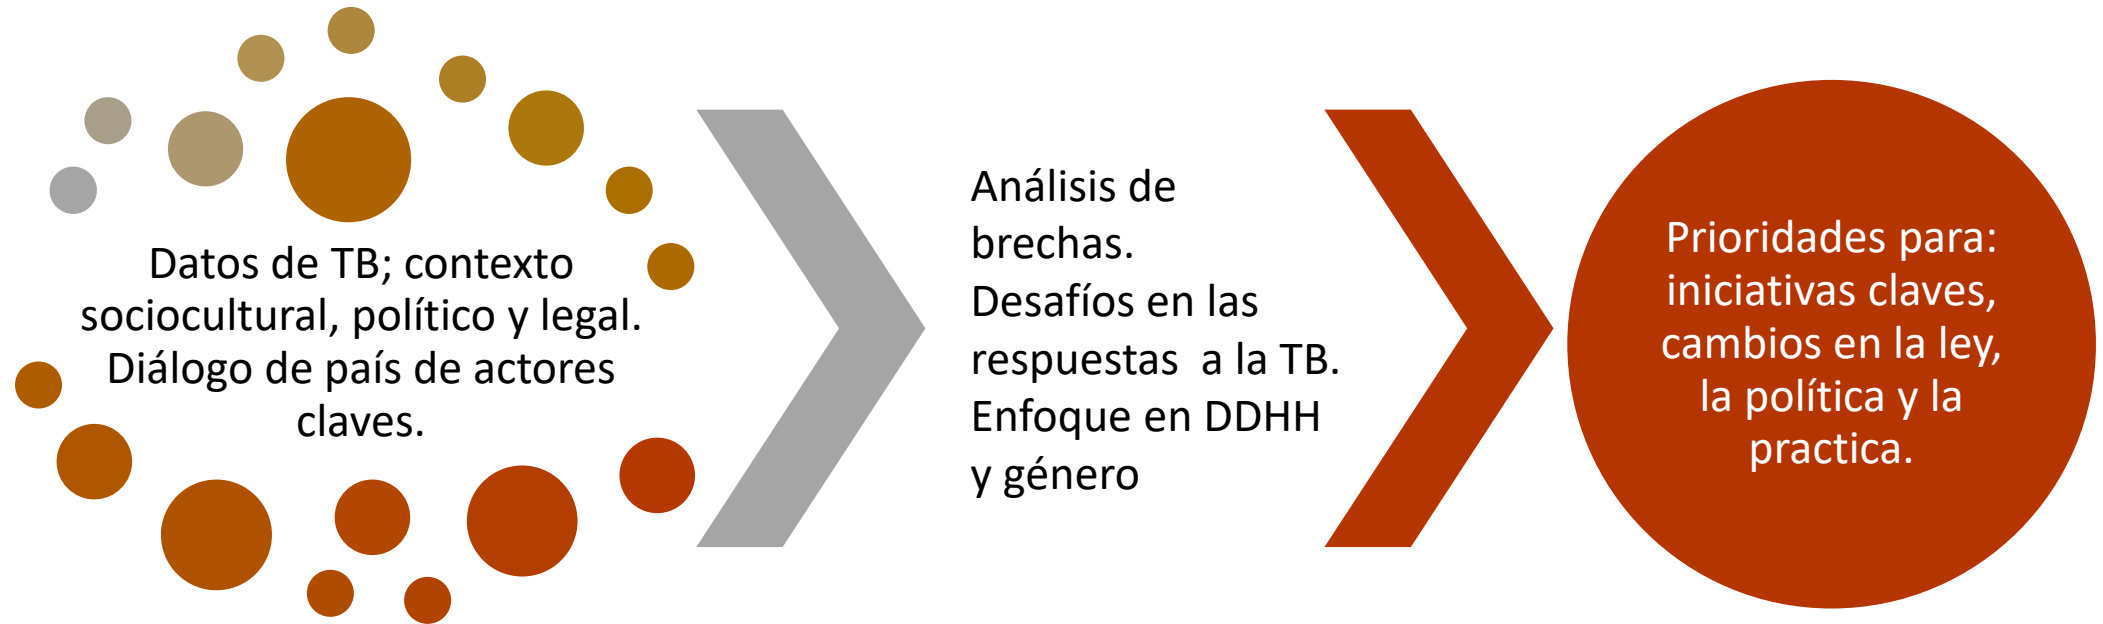 Datos de TB; contexto
sociocultural, político y legal.
Diálogo de país de actores
claves.
Análisis de
brechas.
Desafíos en las
respuestas  a la TB.
Enfoque en DDHH
y género
Prioridades para:
iniciativas claves,
cambios en la ley,
la política y la
practica.